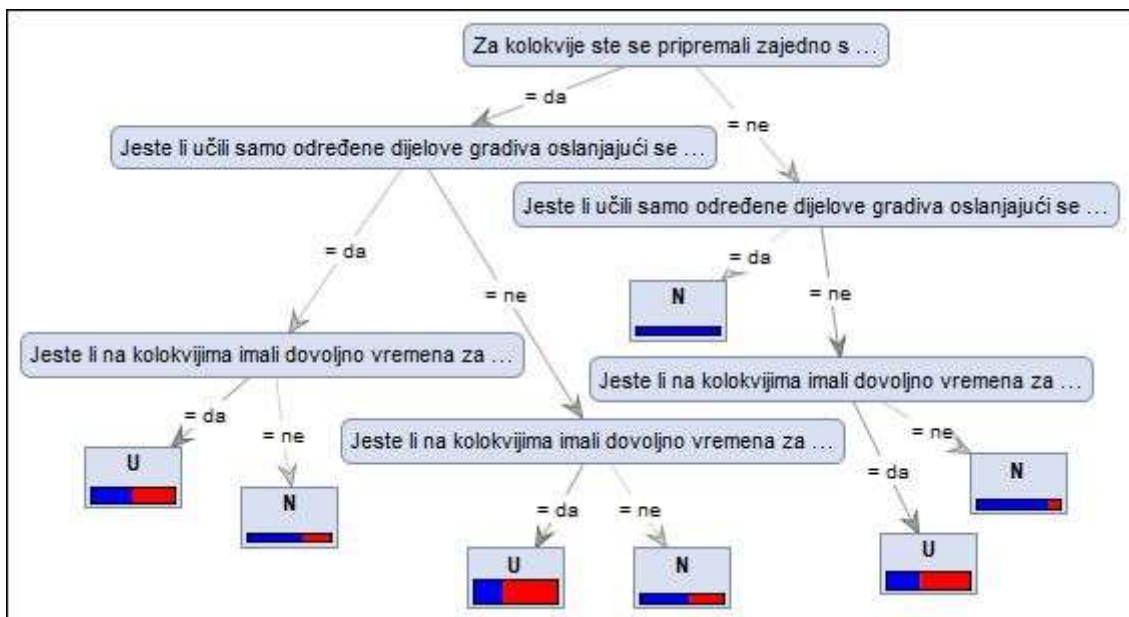 Za kolokvije ste se pripremali zajedno s ...
= da
= ne
Jeste li učili samo određene dijelove gradiva oslanjajući se ...
Jeste li učili samo određene dijelove gradiva oslanjajući se ...
= da
= ne
= da
= ne
N
Jeste li na kolokvijima imali dovoljno vremena za ...
Jeste li na kolokvijima imali dovoljno vremena za ...
= da
= ne
Jeste li na kolokvijima imali dovoljno vremena za ...
= da
= ne
U
N
N
= da
= ne
U
N
U